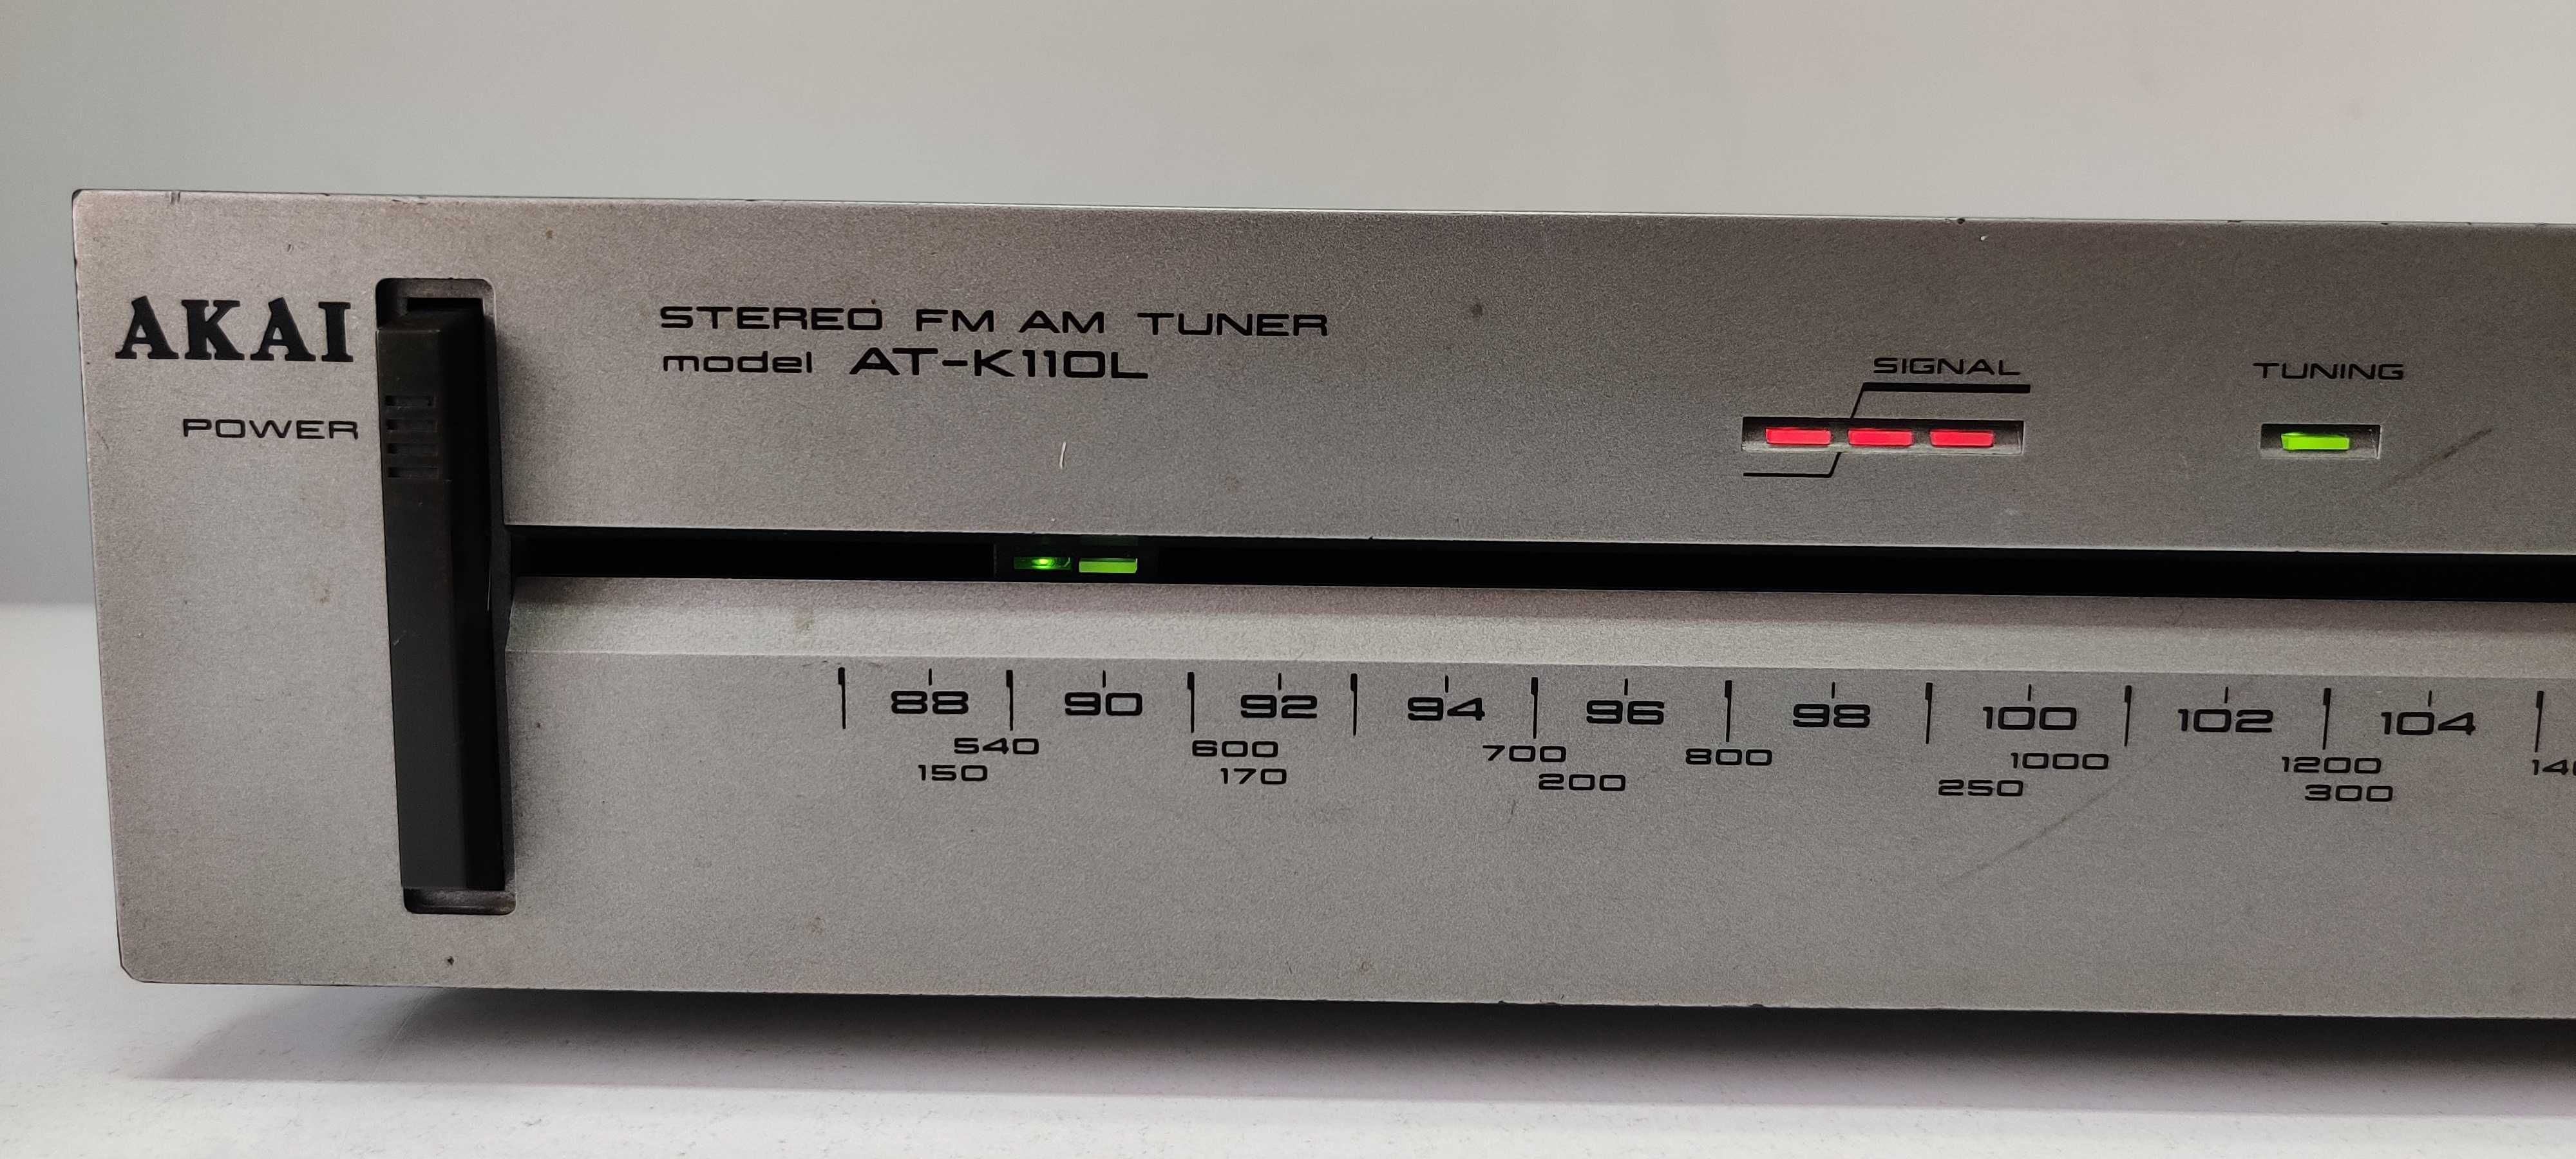 AKAI
POWER
STEREO FM AM TUNER
model AT-K110L
SIGNAL
TUNING
88 90 92 94 96 98 100 102 104
540 600 700 800 1000 1200
150 170 200 250 300